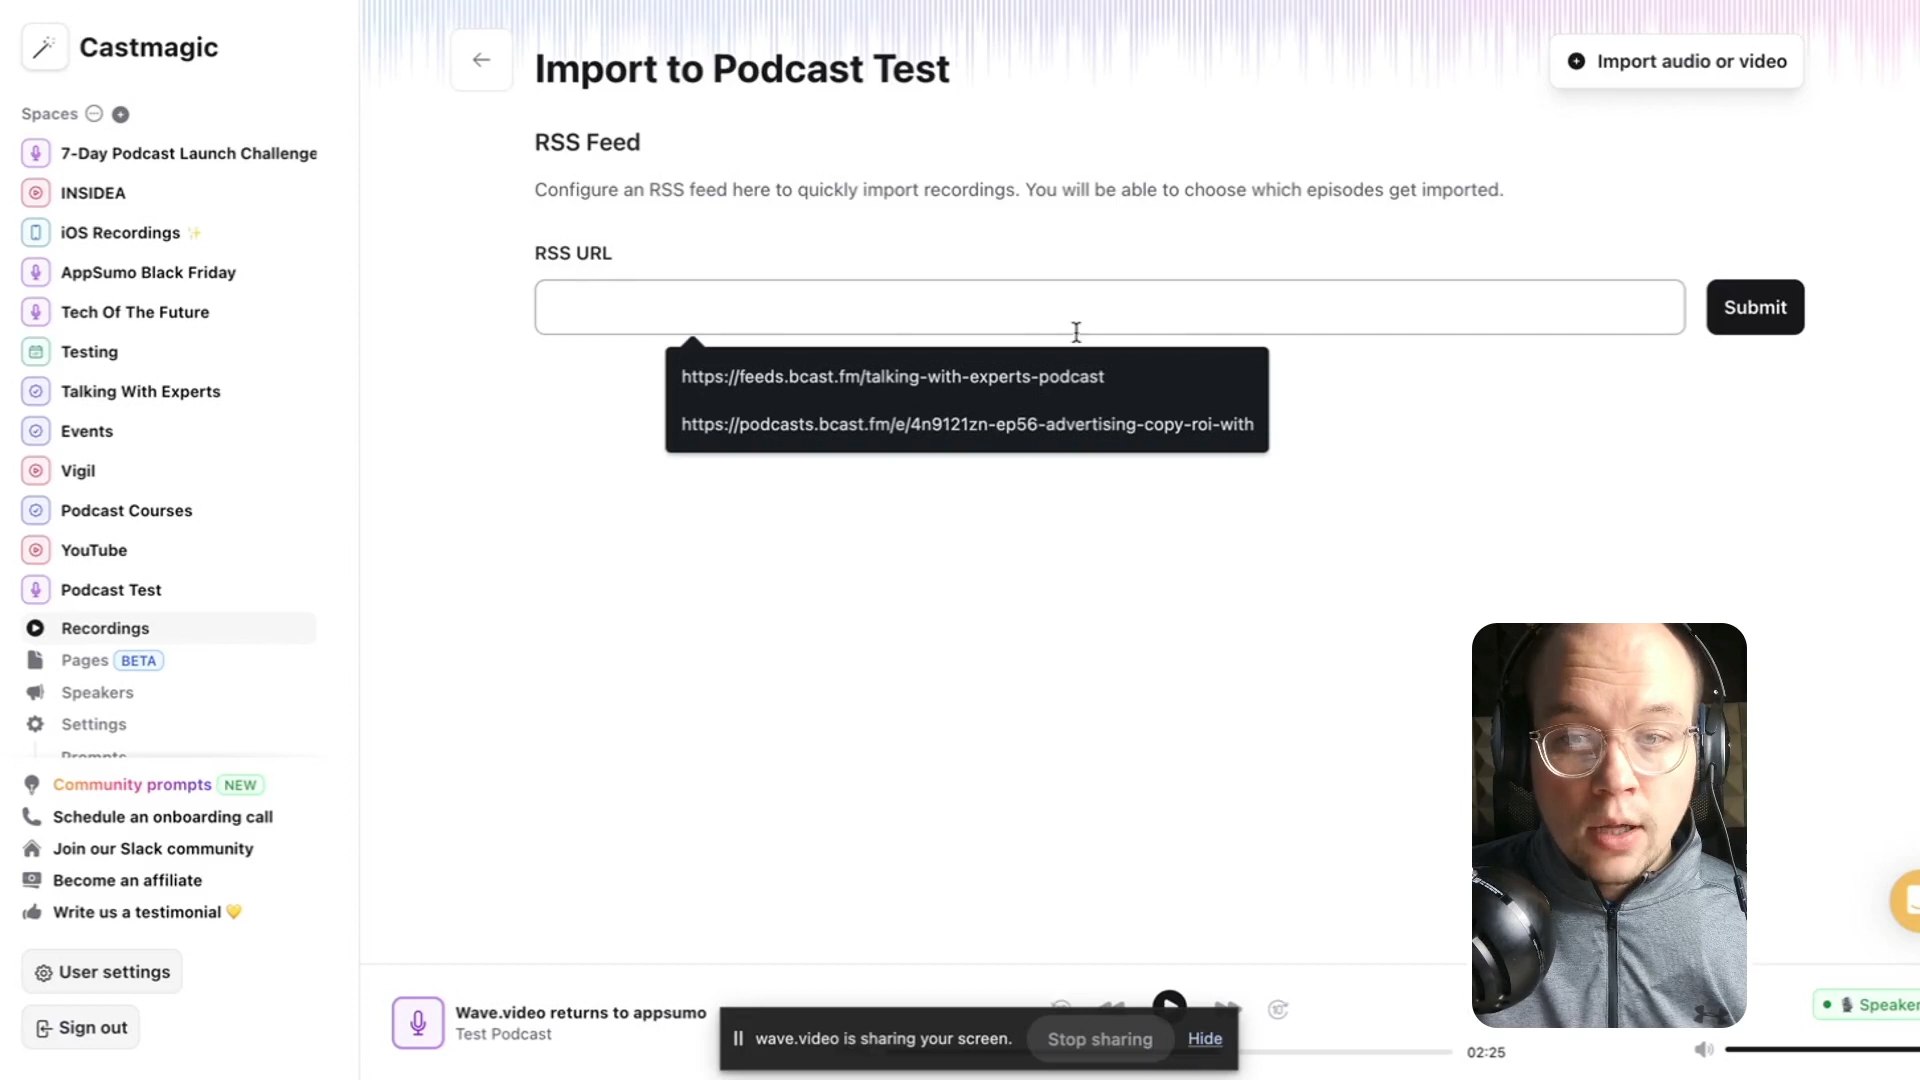 Castmagic
Spaces
7-Day Podcast Launch Challenge
INSIDEA
iOS Recordings ✨
AppSumo Black Friday
Tech Of The Future
Testing
Talking With Experts
Events
Vigil
Podcast Courses
YouTube
Podcast Test
Recordings
Pages BETA
Speakers
Settings
Prompts
Community prompts NEW
Schedule an onboarding call
Join our Slack community
Become an affiliate
Write us a testimonial 💛
User settings
Sign out
Import to Podcast Test
Import audio or video
RSS Feed
Configure an RSS feed here to quickly import recordings. You will be able to choose which episodes get imported.
RSS URL
Submit
https://feeds.bcast.fm/talking-with-experts-podcast
https://podcasts.bcast.fm/e/4n9121zn-ep56-advertising-copy-roi-with
Wave.video returns to appsumo
Test Podcast
wave.video is sharing your screen.
Stop sharing
Hide
02:25